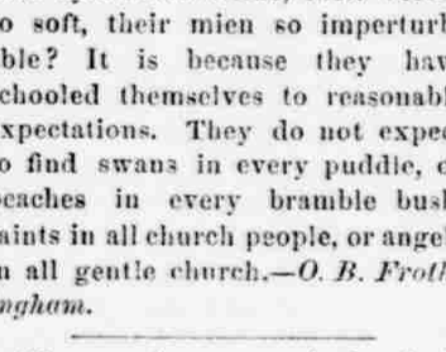 o soft, their mien so imperturb
ble? It is because they hav
chooled themselves to reasonabl
xpectations. They do not expec
o find swans in every puddle, o
eaches in every bramble bush
aints in all church people, or angel
n all gentle church.—O. B. Froth
ngham.